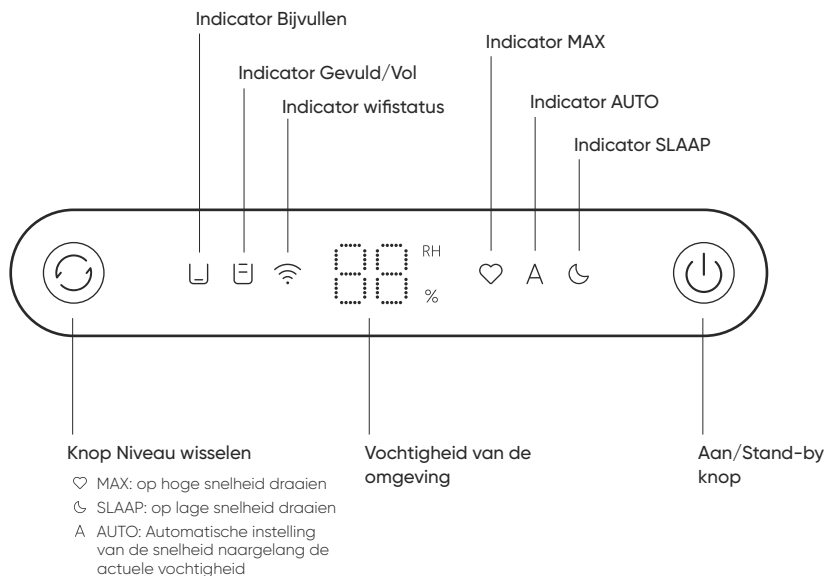 Indicator Bijvullen
Indicator MAX
Indicator Gevuld/Vol
Indicator wifistatus
Indicator AUTO
Indicator SLAAP
88
RH
%
A
Knop Niveau wisselen
MAX: op hoge snelheid draaien
SLAAP: op lage snelheid draaien
A AUTO: Automatische instelling
van de snelheid naargelang de
actuele vochtigheid
Vochtigheid van de
omgeving
Aan/Stand-by
knop